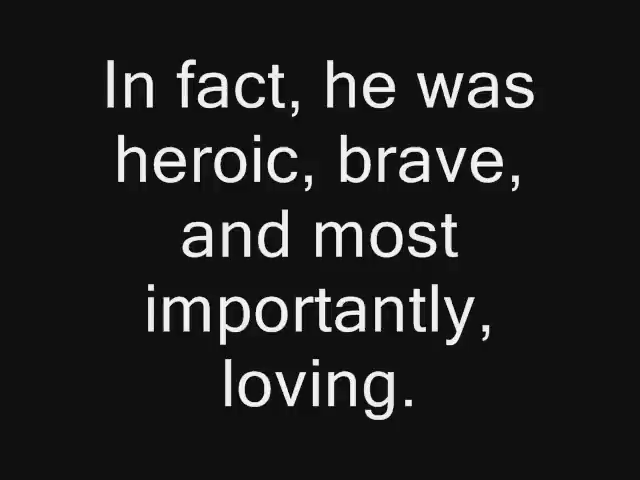 In fact, he was
heroic, brave,
and most
importantly,
loving.